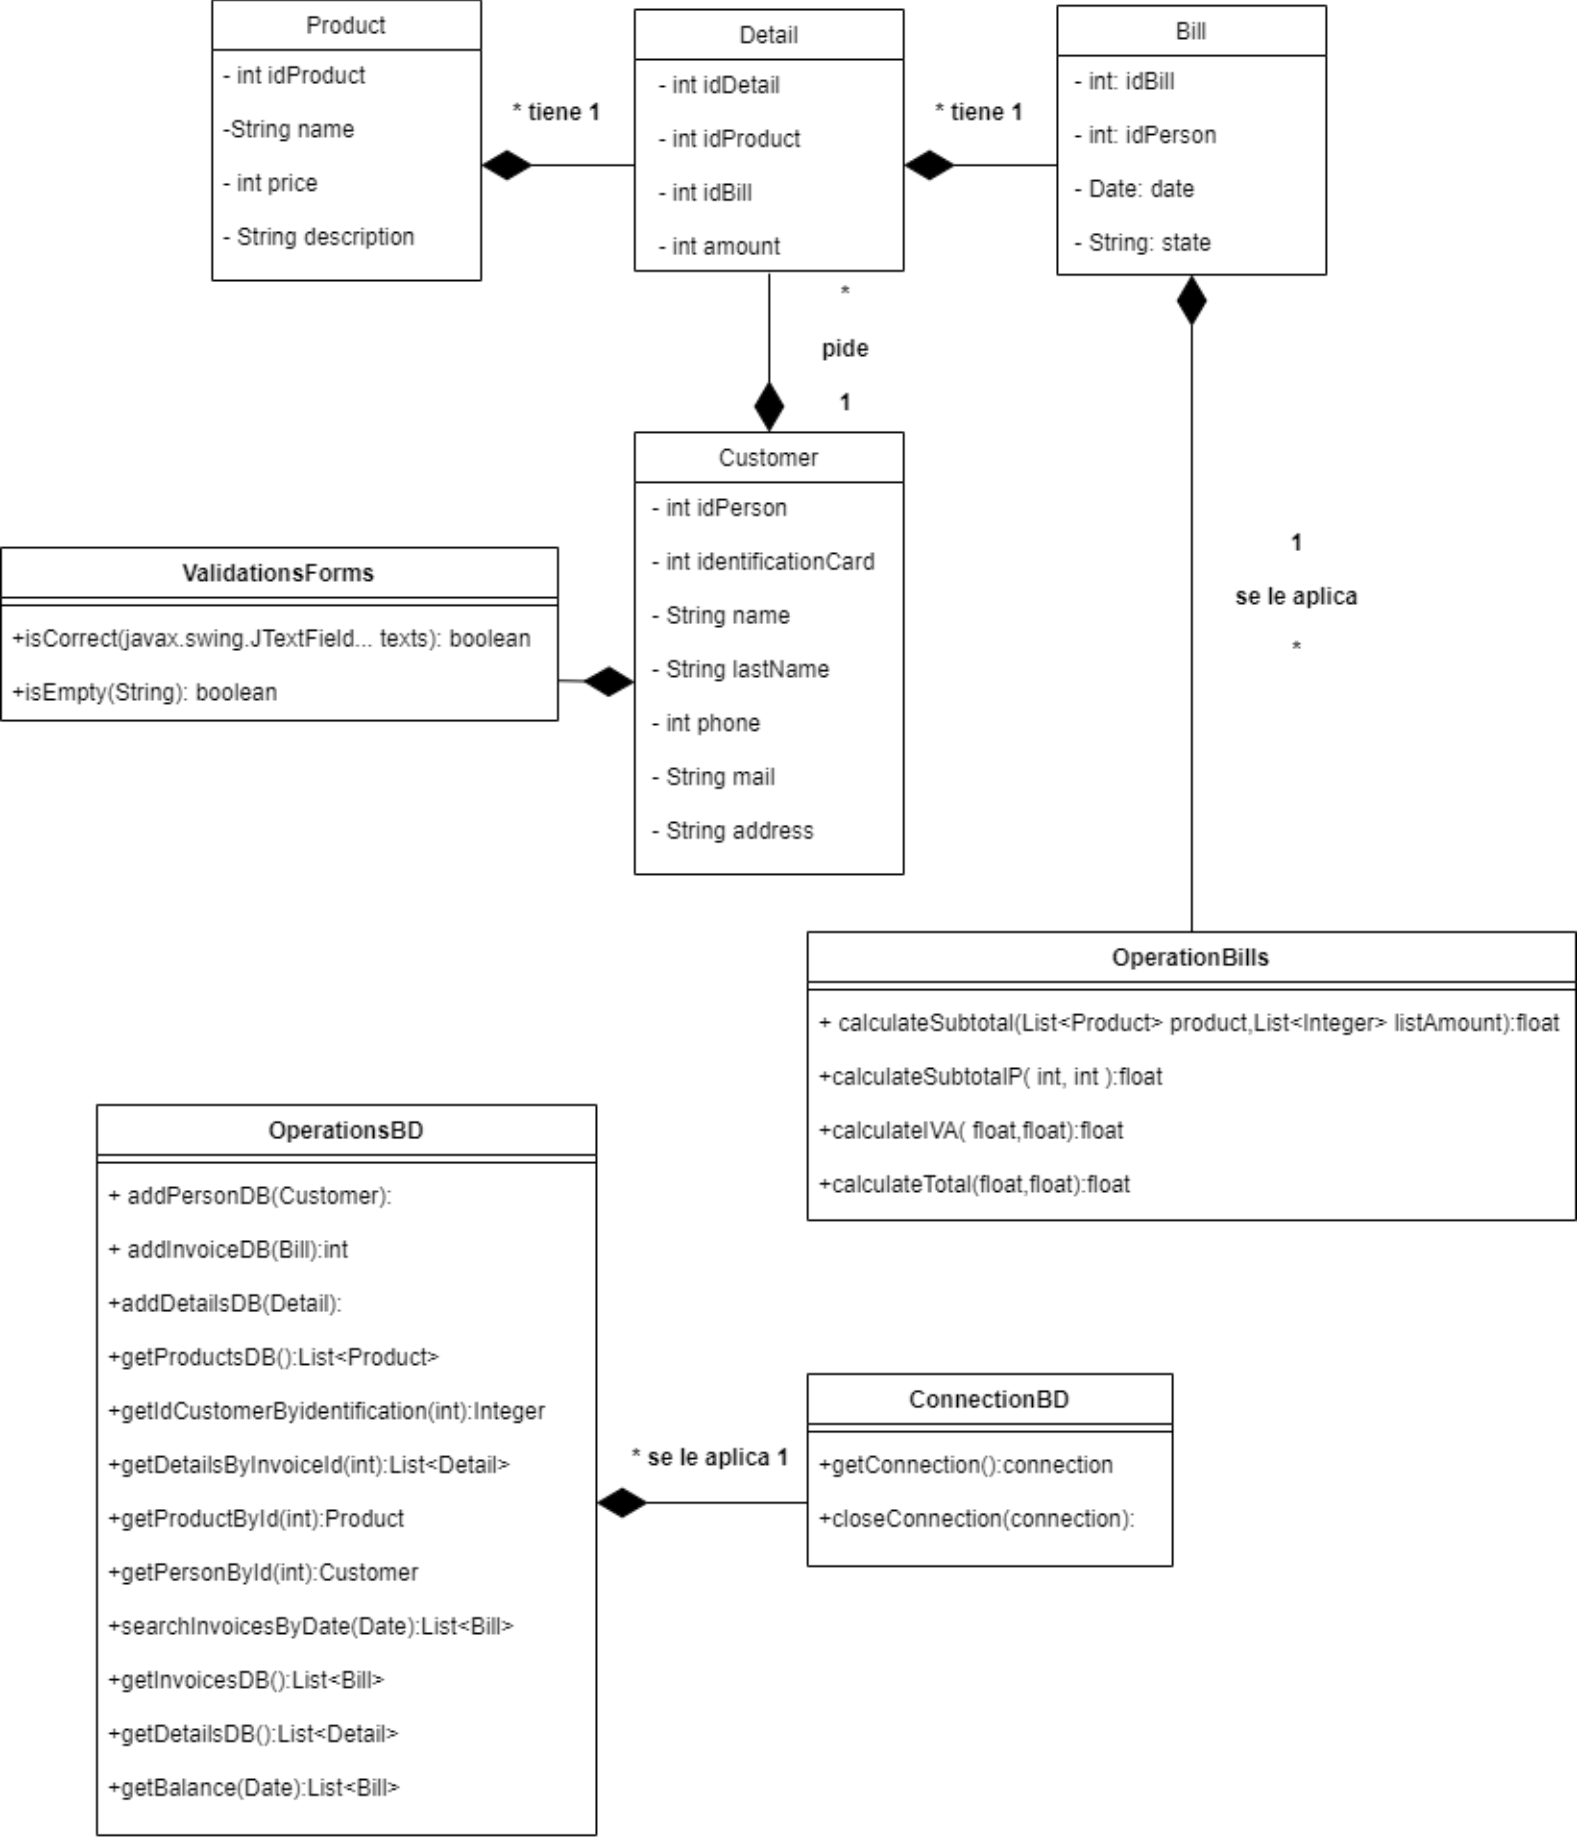 Product
- int idProduct
-String name
- int price
- String description
* tiene 1
Detail
- int idDetail
- int idProduct
- int idBill
- int amount
* tiene 1
Bill
- int: idBill
- int: idPerson
- Date: date
- String: state
*
pide
1
Customer
- int idPerson
- int identificationCard
- String name
- String lastName
- int phone
- String mail
- String address
ValidationsForms
+isCorrect(javax.swing.JTextField... texts): boolean
+isEmpty(String): boolean
1
se le aplica
*
OperationBills
+ calculateSubtotal(List<Product> product,List<Integer> listAmount):float
+calculateSubtotalP( int, int ):float
+calculateIVA( float,float):float
+calculateTotal(float,float):float
OperationsBD
+ addPersonDB(Customer):
+ addInvoiceDB(Bill):int
+addDetailsDB(Detail):
+getProductsDB():List<Product>
+getIdCustomerByidentification(int):Integer
+getDetailsByInvoiceId(int):List<Detail>
+getProductById(int):Product
+getPersonById(int):Customer
+searchInvoicesByDate(Date):List<Bill>
+getInvoicesDB():List<Bill>
+getDetailsDB():List<Detail>
+getBalance(Date):List<Bill>
* se le aplica 1
ConnectionBD
+getConnection():connection
+closeConnection(connection):